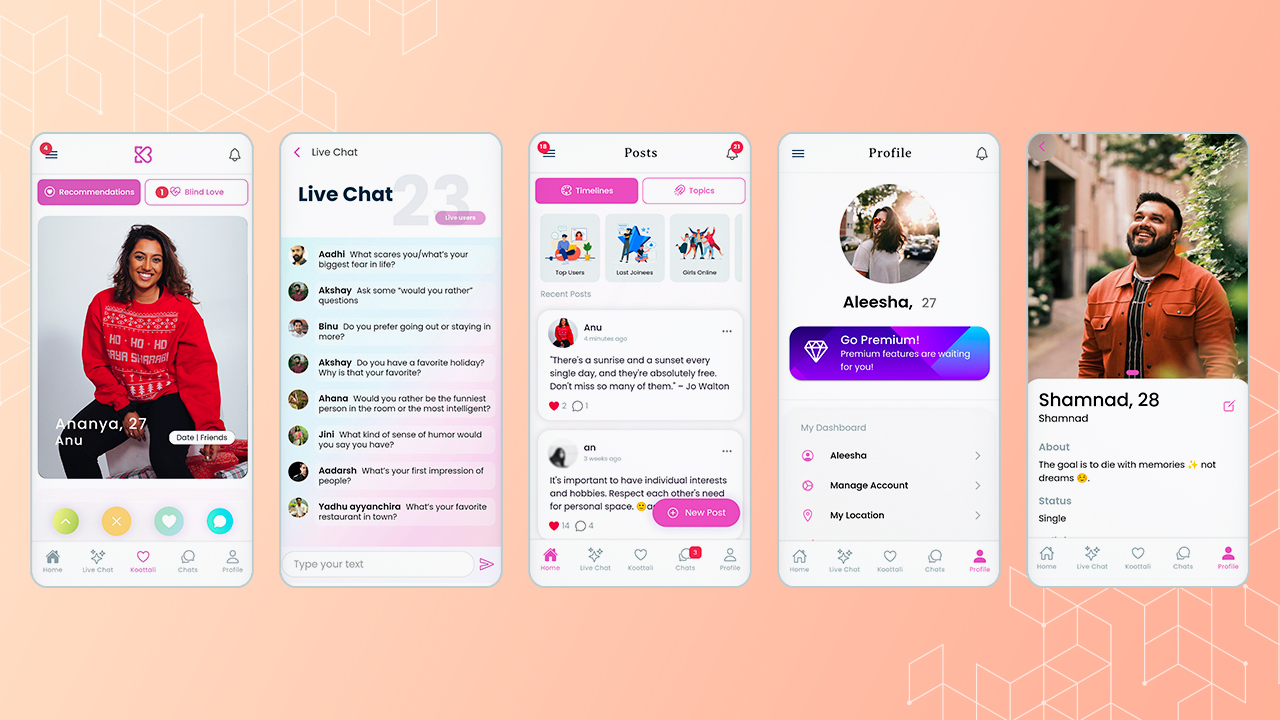 4
Recommendations
1
Blind Love
HO • HO • HO
Ananya, 27
Anu
Date | Friends
Home
Live Chat
Koottali
Chats
Profile
Live Chat
Live Chat
23
Live users
Aadhi What scares you/what's your
biggest fear in life?
Akshay Ask some “would you rather”
questions
Binu Do you prefer going out or staying in
more?
Akshay Do you have a favorite holiday?
Why is that your favorite?
Ahana Would you rather be the funniest
person in the room or the most intelligent?
Jini What kind of sense of humor would
you say you have?
Aadarsh What's your first impression of
people?
Yadhu ayyanchira What's your favorite
restaurant in town?
Type your text
18
Posts
21
Timelines
Topics
Top Users
Last Joinees
Girls Online
Recent Posts
Anu
4 minutes ago
"There's a sunrise and a sunset every
single day, and they're absolutely free.
Don't miss so many of them." – Jo Walton
2
1
an
3 weeks ago
It's important to have individual interests
and hobbies. Respect each other's need
for personal space. 🙂
14
4
New Post
3
Home
Live Chat
Koottali
Chats
Profile
Profile
Aleesha, 27
Go Premium!
Premium features are waiting
for you!
My Dashboard
Aleesha
Manage Account
My Location
Home
Live Chat
Koottali
Chats
Profile
Shamnad, 28
Shamnad
About
The goal is to die with memories ✨ not
dreams ☺️.
Status
Single
Home
Live Chat
Koottali
Chats
Profile